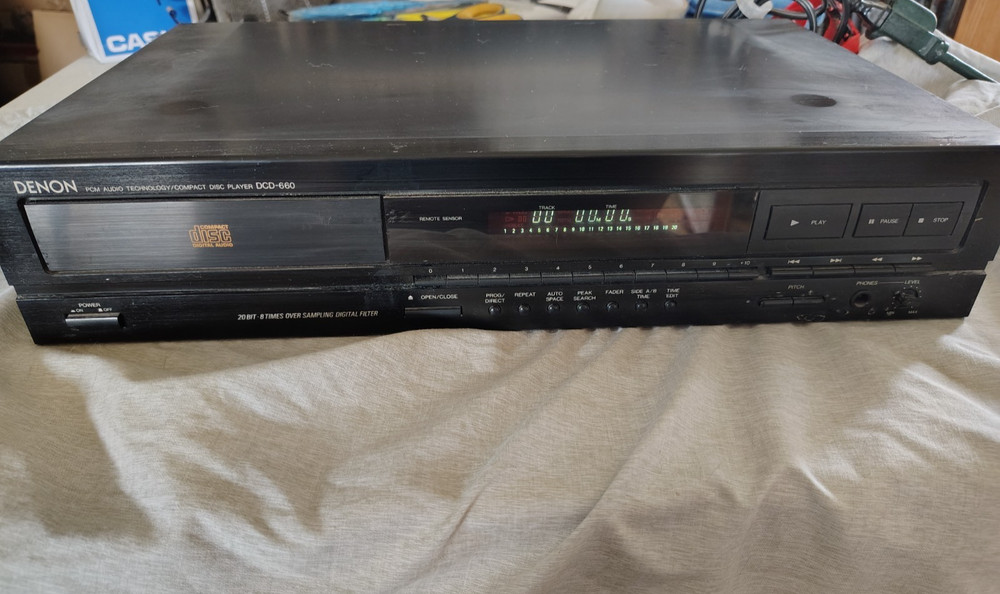 CAS
DENON PCM AUDIO TECHNOLOGY/COMPACT DISC PLAYER DCD-660
COMPACT
disc
DIGITAL AUDIO
REMOTE SENSOR
TRACK TIME
00 00 00
1 2 3 4 5 6 7 8 9 10 11 12 13 14 15 16 17 18 19 20
PLAY PAUSE STOP
0 1 2 3 4 5 6 7 8 9 +10
POWER
ON OFF
20 BIT · 8 TIMES OVER SAMPLING DIGITAL FILTER
OPEN/CLOSE
PROG/
DIRECT
REPEAT
AUTO
SPACE
PEAK
SEARCH
FADER
SIDE A/B
TIME
TIME
EDIT
PITCH
PHONES
LEVEL